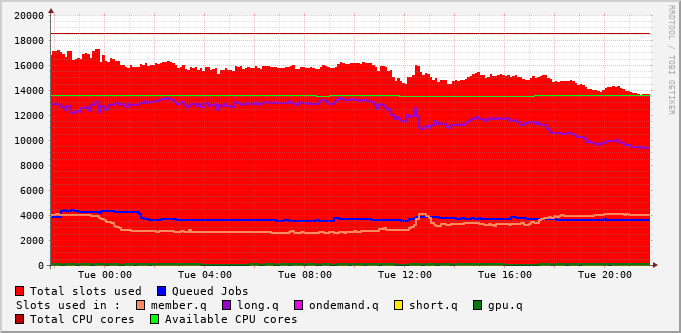 20000
18000
16000
14000
12000
10000
8000
6000
4000
2000
0
Tue 00:00 Tue 04:00 Tue 08:00 Tue 12:00 Tue 16:00 Tue 20:00
Total slots used Queued Jobs
Slots used in : member.q long.q ondemand.q short.q gpu.q
Total CPU cores Available CPU cores
RRDTOOL / TOBI OETIKER